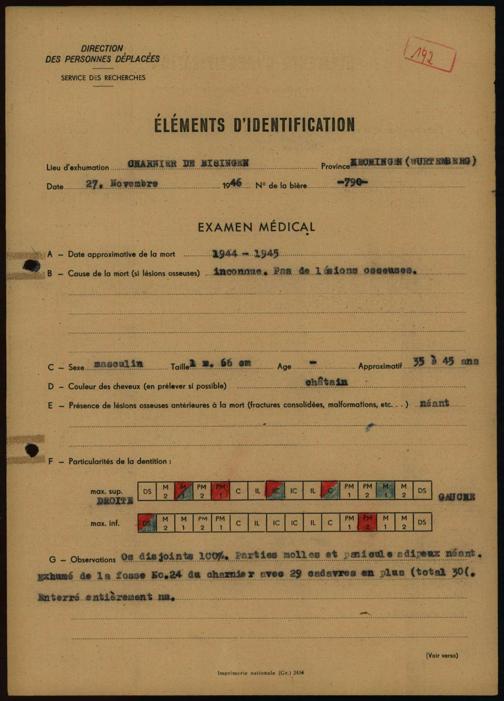 192
DIRECTION
DES PERSONNES DÉPLACÉES
SERVICE DES RECHERCHES
ÉLÉMENTS D'IDENTIFICATION
Lieu d'exhumation CHARNIER DE BISINGEN Province (WURTEMBERG)
Date 27. Novembre 1946 N° de la bière -790-
EXAMEN MÉDICAL
A – Date approximative de la mort 1944 - 1945
B – Cause de la mort (si lésions osseuses) inconnue. Pas de lésions osseuses.
C – Sexe masculin Taille 1 m. 66 cm Age - Approximatif 35 à 45 ans
D – Couleur des cheveux (en prélever si possible) châtain
E – Présence de lésions osseuses antérieures à la mort (fractures consolidées, malformations, etc. . .) néant
F – Particularités de la dentition :
max. sup. DS M 2 M 1 PM 2 PM 1 C IL IC IC IL C PM 1 PM 2 M 1 M 2 DS
DROITE GAUCHE
max. inf. DS M 2 M 1 PM 2 PM 1 C IL IC IC IL C PM 1 PM 2 M 1 M 2 DS
G – Observations Os disjoints 100%. Parties molles et panicule adipeux néant.
Exhumé de la fosse No.24 du charnier avec 29 cadavres en plus (total 30(.
Enterré entièrement nu.
(Voir verso)
Imprimerie nationale (Gr.) 2434